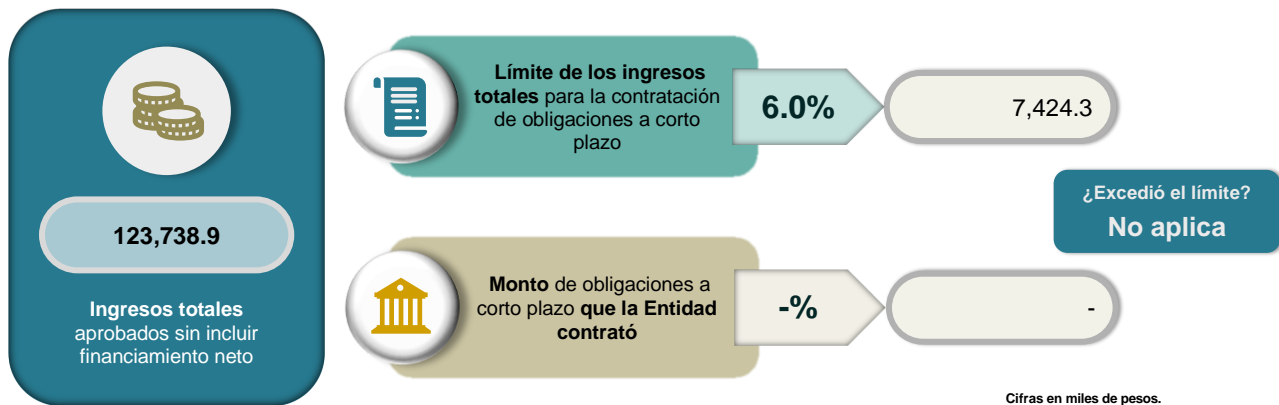 123,738.9
Ingresos totales
aprobados sin incluir
financiamiento neto
Límite de los ingresos
totales para la contratación
de obligaciones a corto
plazo
6.0%
7,424.3
Monto de obligaciones a
corto plazo que la Entidad
contrató
-%
-
¿Excedió el límite?
No aplica
Cifras en miles de pesos.